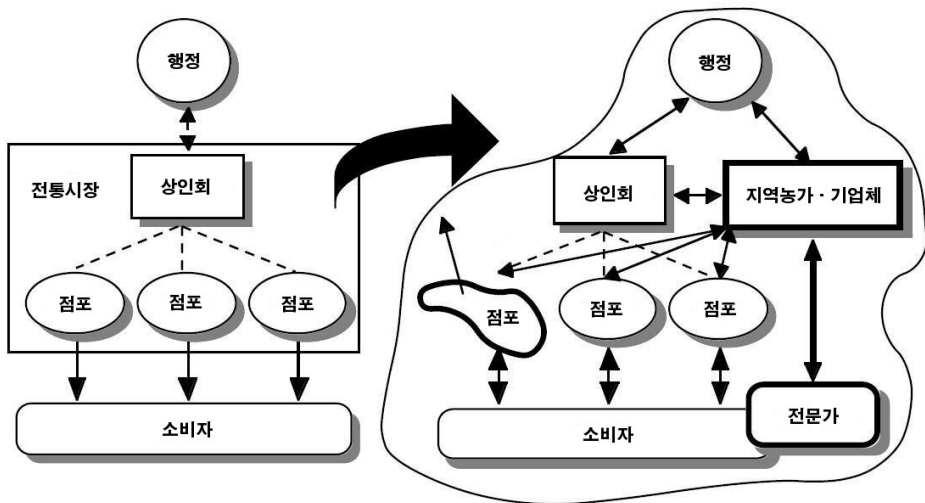 행정
전통시장
상인회
점포
점포
점포
소비자
행정
상인회
지역농가 · 기업체
점포
점포
점포
소비자
전문가